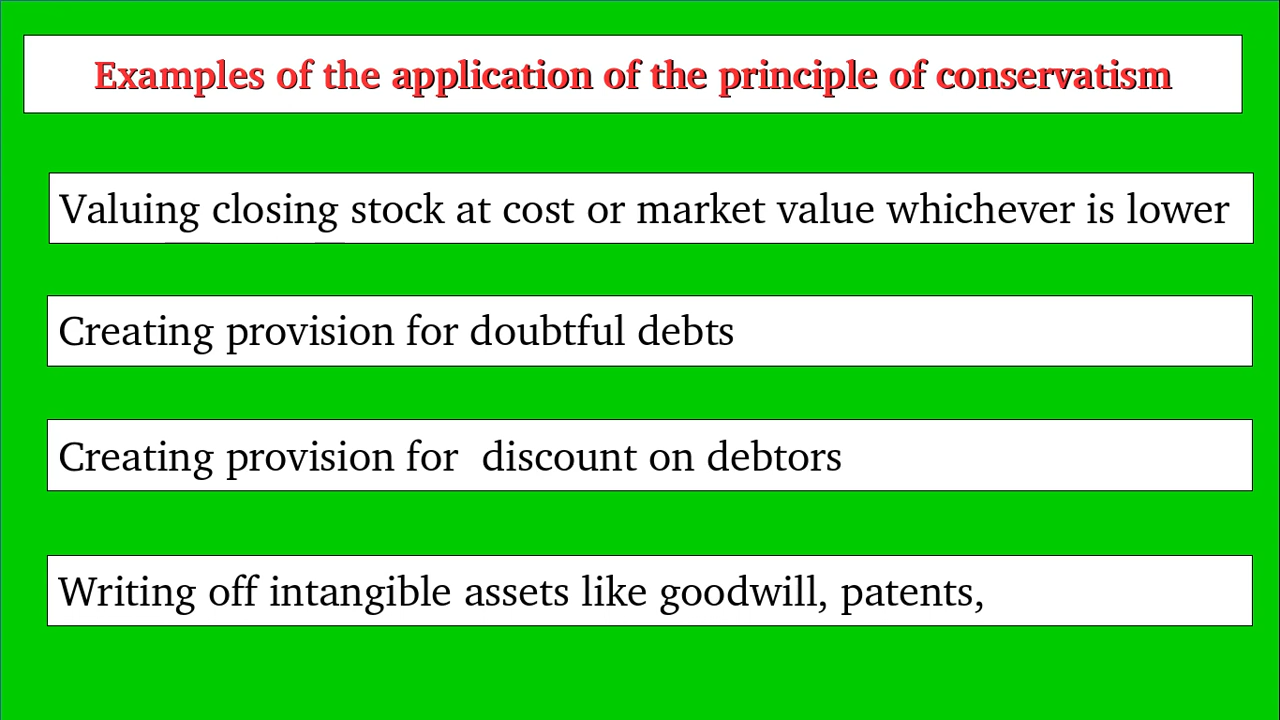 Examples of the application of the principle of conservatism
Valuing closing stock at cost or market value whichever is lower
Creating provision for doubtful debts
Creating provision for  discount on debtors
Writing off intangible assets like goodwill, patents,